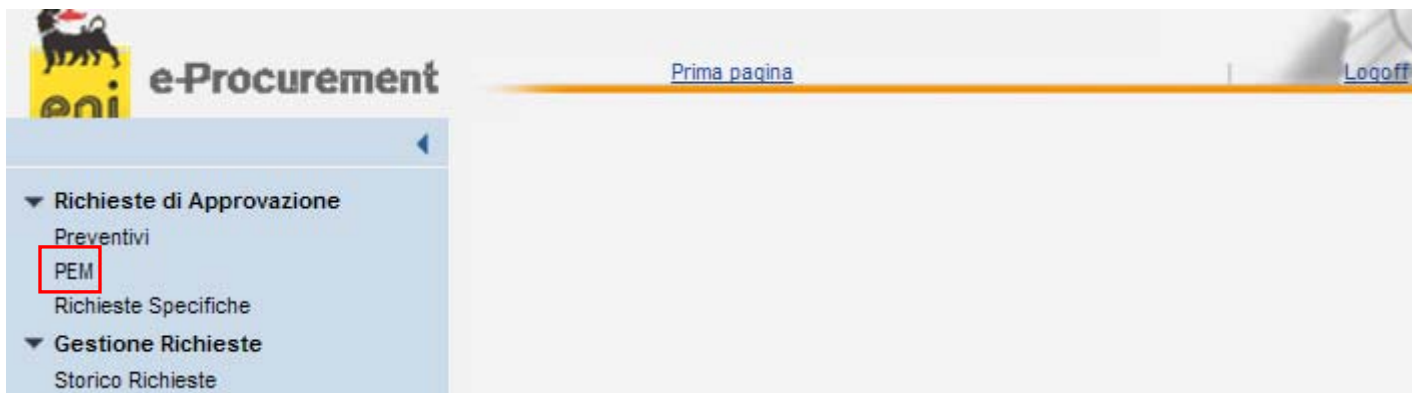 eni
e-Procurement
Prima pagina | Logoff
Richieste di Approvazione
Preventivi
PEM
Richieste Specifiche
Gestione Richieste
Storico Richieste